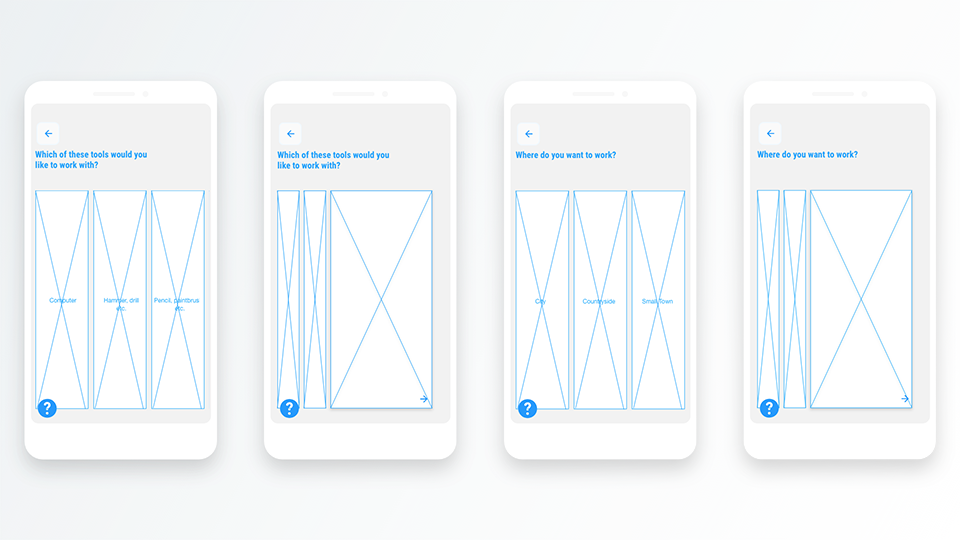 Which of these tools would you
like to work with?
Computer
Hammer, drill
etc.
Pencil, paintbrus
etc.
?
Which of these tools would you
like to work with?
?
Where do you want to work?
City
Countryside
Small Town
?
Where do you want to work?
?